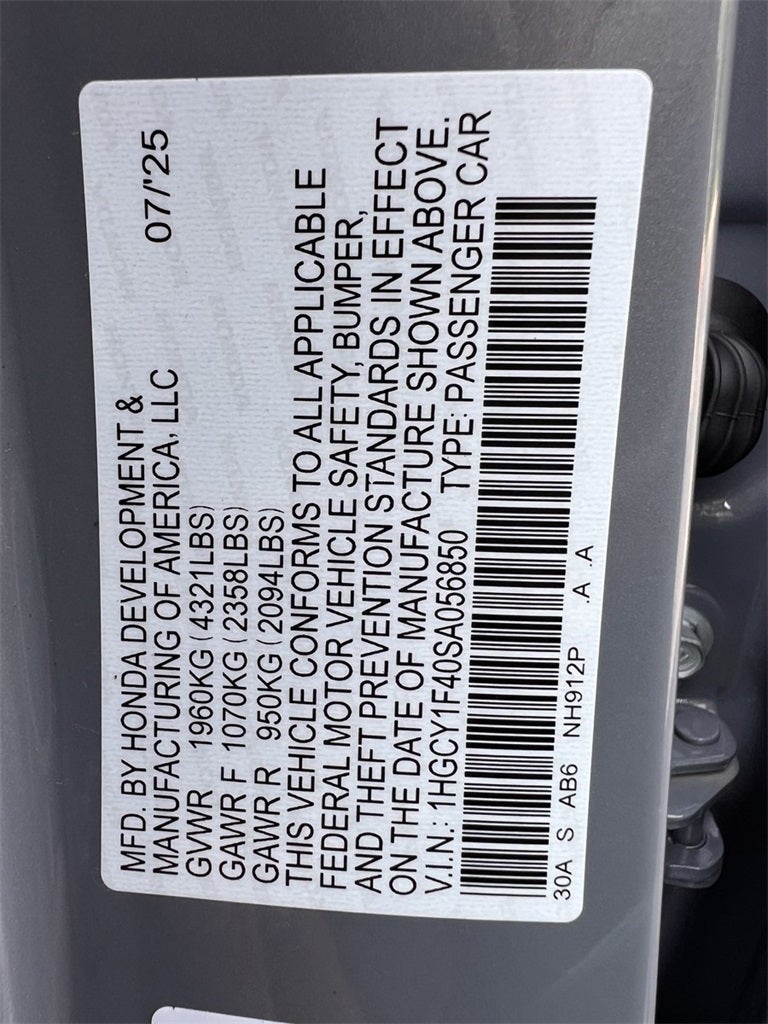 MFD. BY HONDA DEVELOPMENT &
MANUFACTURING OF AMERICA, LLC 07/'25
GVWR 1960KG (4321LBS)
GAWR F 1070KG (2358LBS)
GAWR R 950KG (2094LBS)
THIS VEHICLE CONFORMS TO ALL APPLICABLE
FEDERAL MOTOR VEHICLE SAFETY, BUMPER,
AND THEFT PREVENTION STANDARDS IN EFFECT
ON THE DATE OF MANUFACTURE SHOWN ABOVE.
V.I.N.: 1HGCY1F40SA056850 TYPE: PASSENGER CAR
30A S AB6 NH912P .A .A